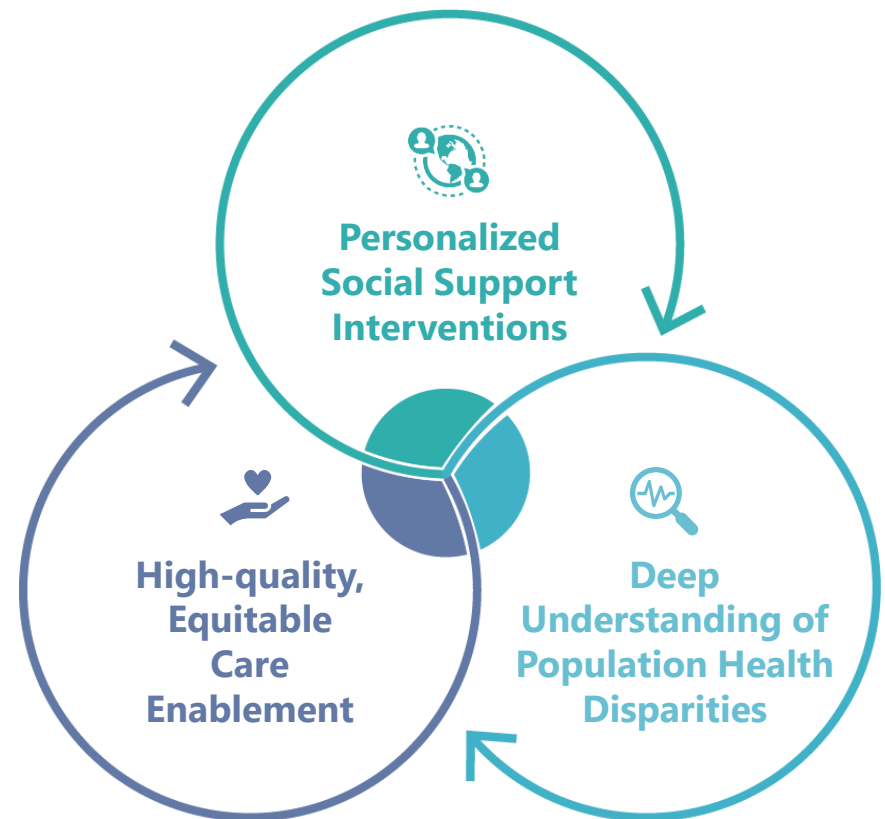 Personalized
Social Support
Interventions
High-quality,
Equitable
Care
Enablement
Deep
Understanding of
Population Health
Disparities